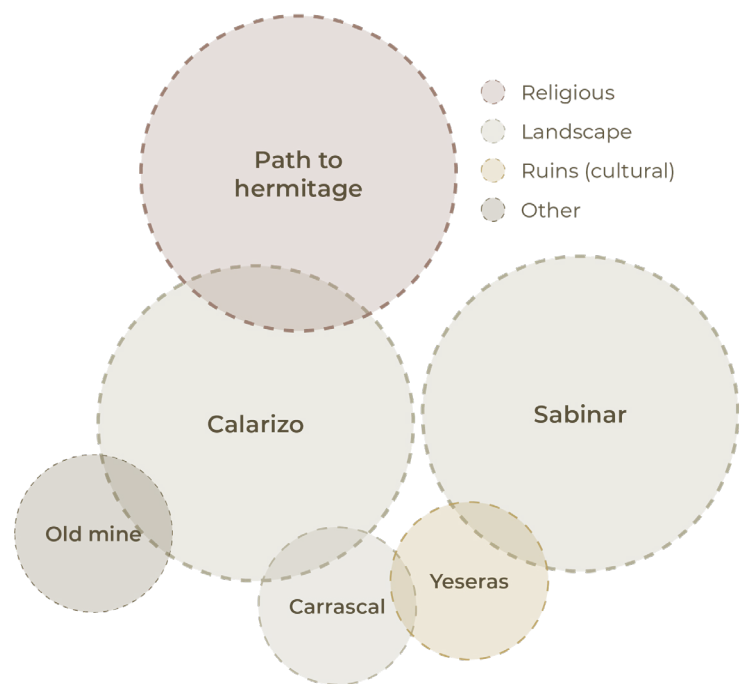 Path to
hermitage
Religious
Landscape
Ruins (cultural)
Other
Calarizo
Sabinar
Old mine
Carrascal
Yeseras